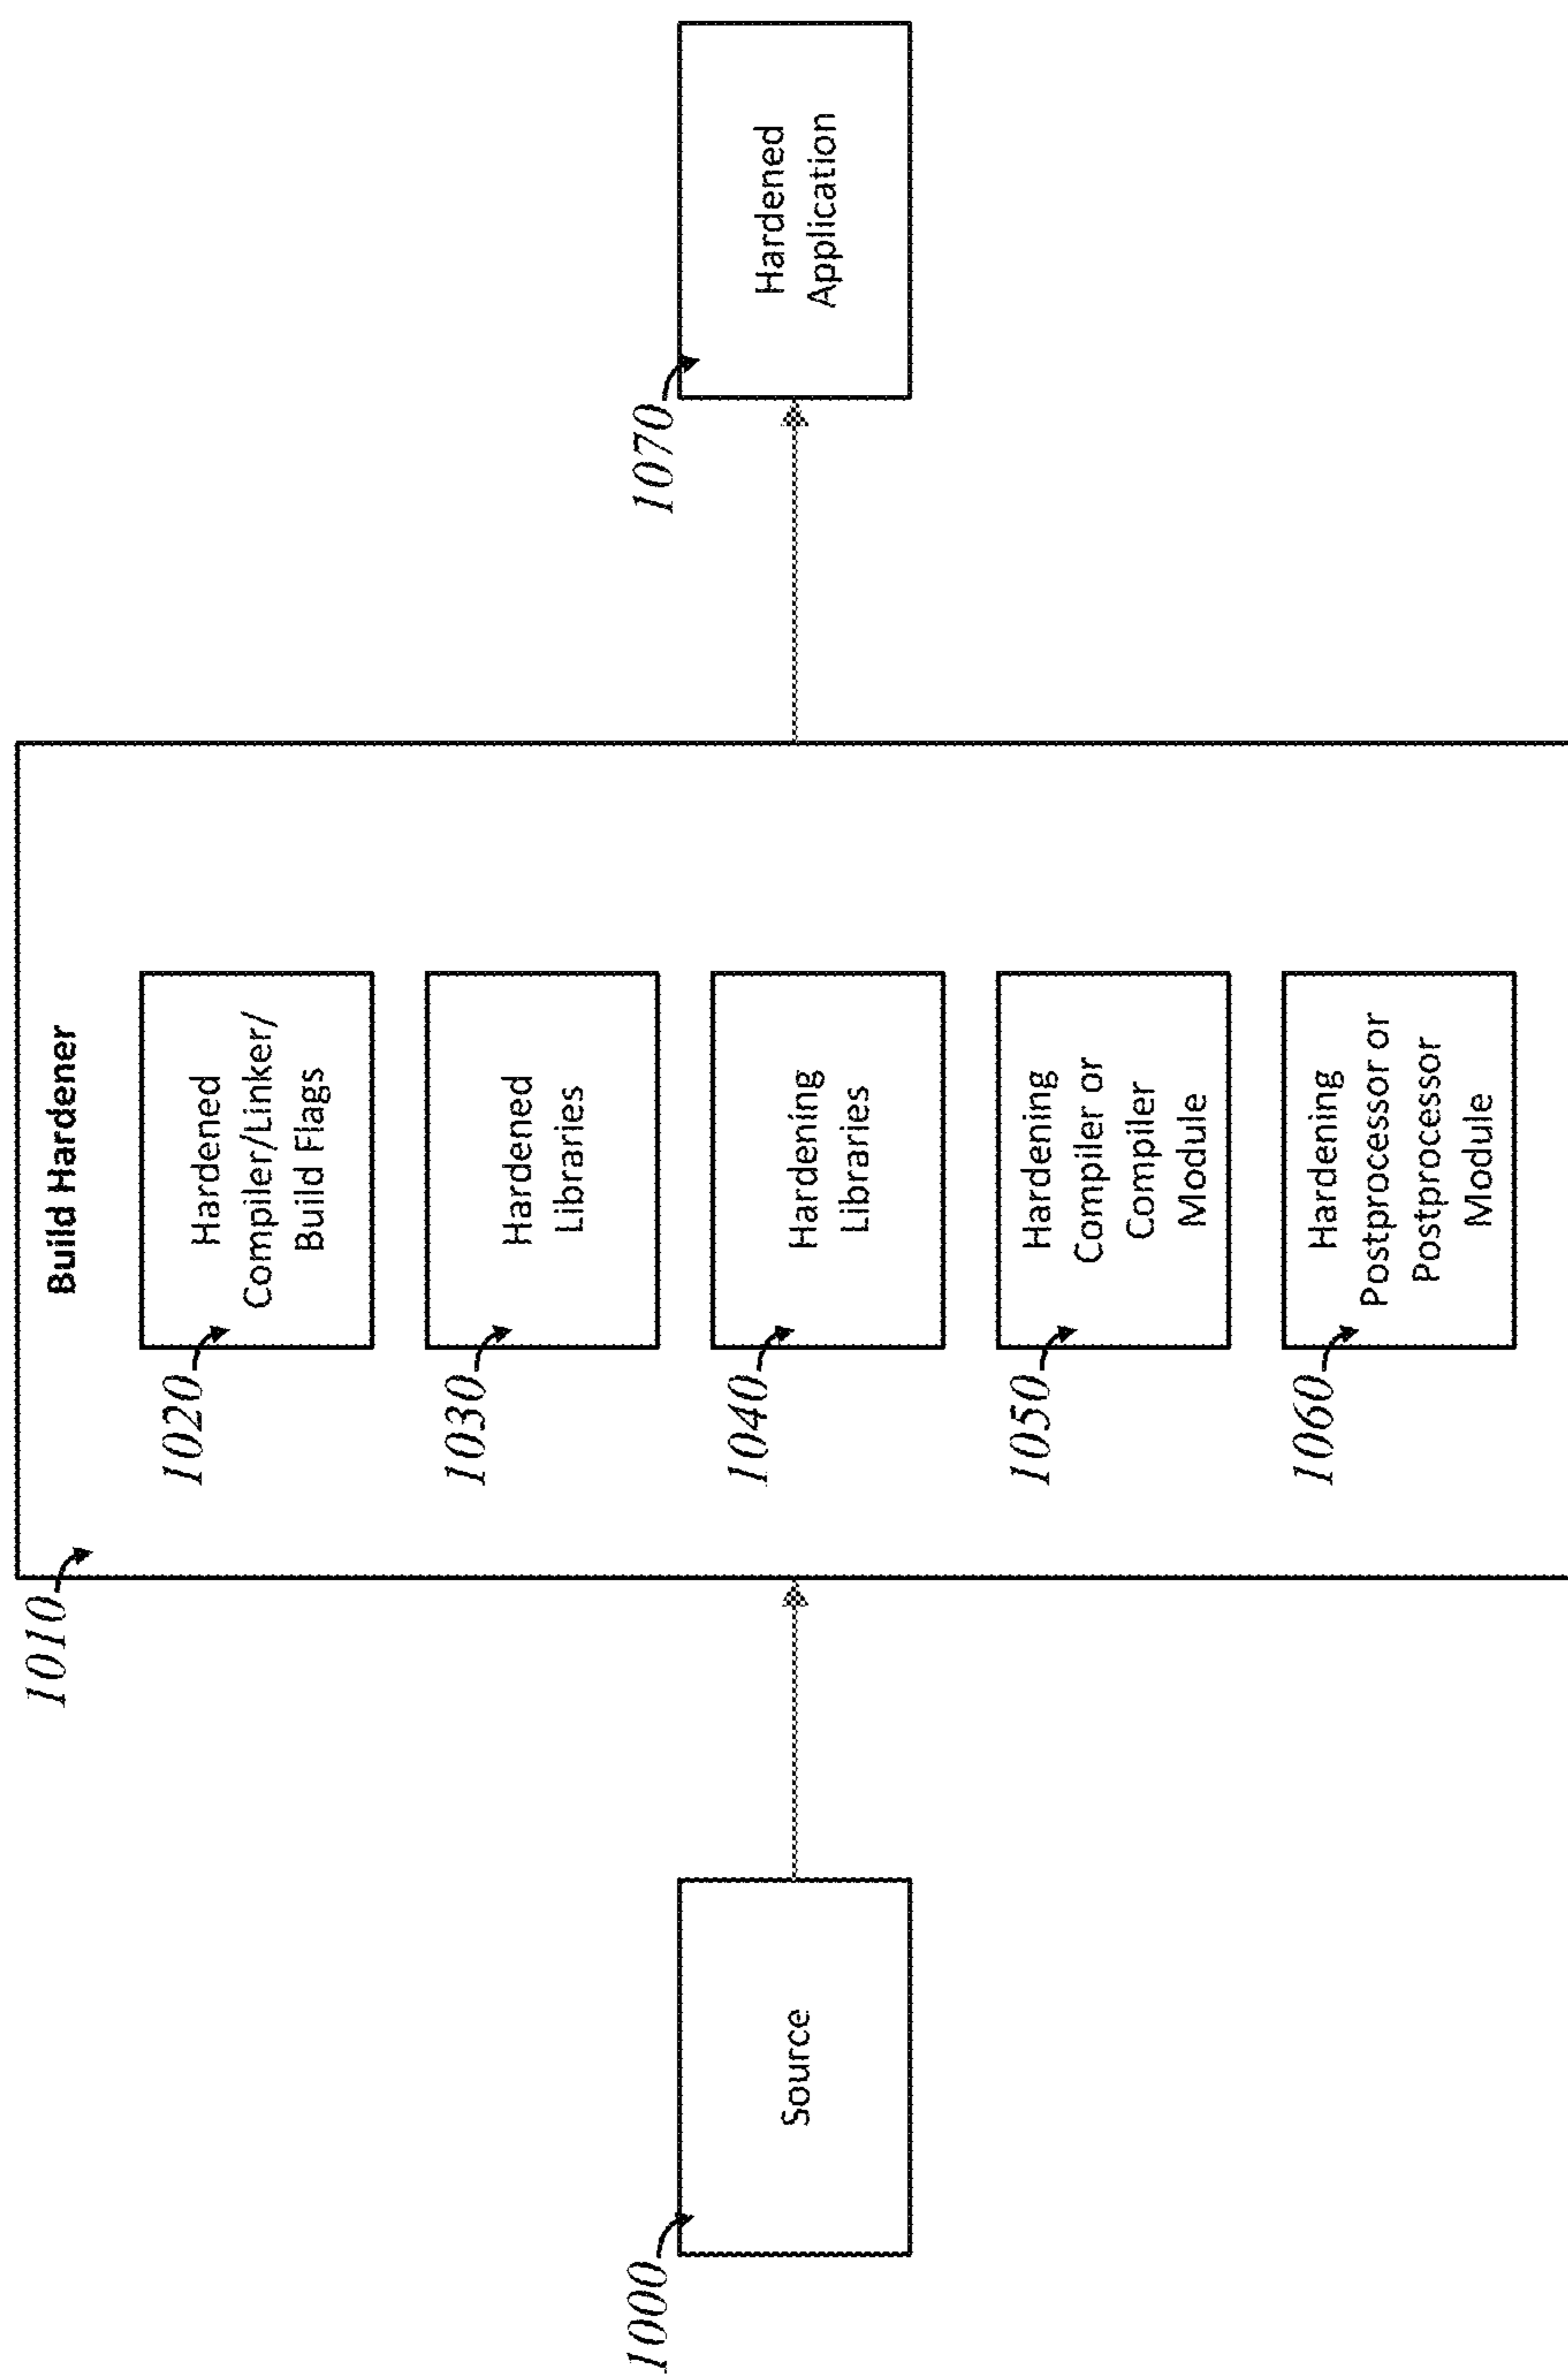 1010
Build Hardener
1020
Hardened
Compiler/Linker/
Build Flags
1030
Hardened
Libraries
1000
Source
1040
Hardening
Libraries
1070
Hardened
Application
1050
Hardening
Compiler or
Compiler
Module
1060
Hardening
Postprocessor or
Postprocessor
Module